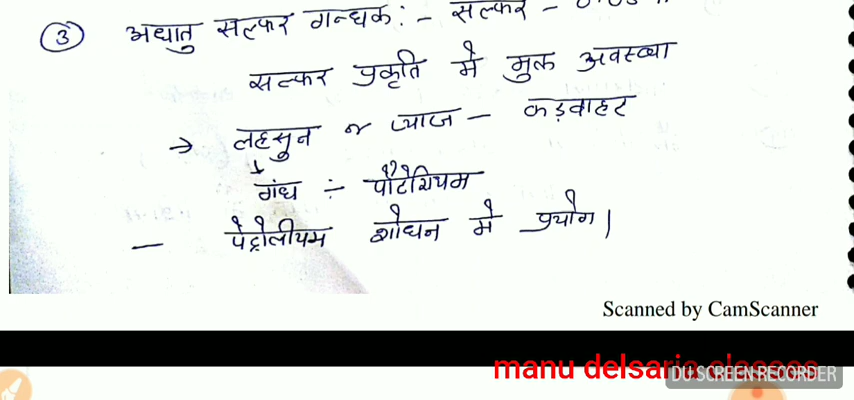 ③ अधातु सल्फर गन्धक :- सल्फर -
सल्फर प्रकृति में मुक्त अवस्था
→ लहसुन व प्याज - कड़वाहट
↓
गंध ÷ पौटेशियम
- पेट्रोलीयम शोधन में प्रयोग।
Scanned by CamScanner
manu delsaria classes
DU SCREEN RECORDER